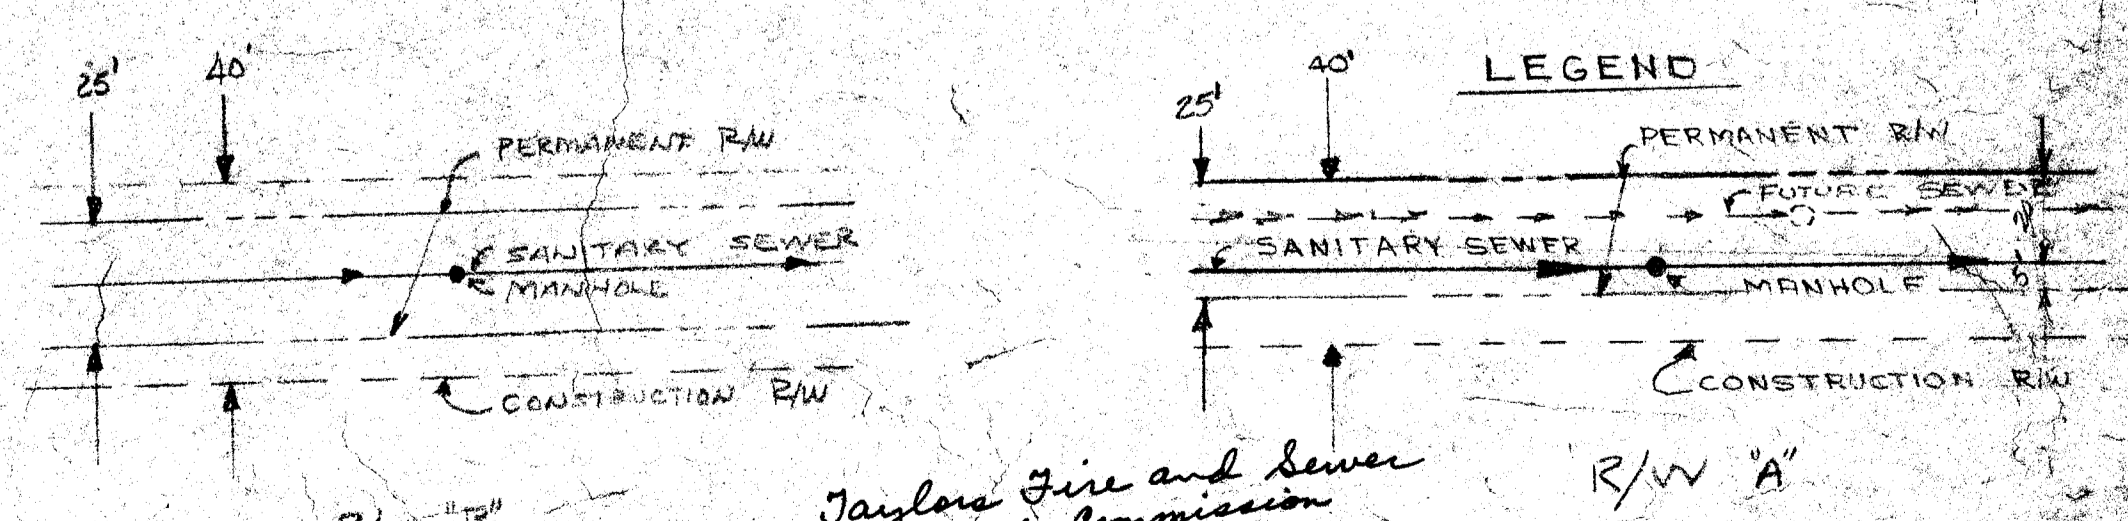 25'
40'
PERMANENT R/W
SANITARY SEWER
MANHOLE
CONSTRUCTION R/W
LEGEND
25'
40'
PERMANENT R/W
FUTURE SEWER
SANITARY SEWER
5'
MANHOLE
CONSTRUCTION R/W
R/W "A"
Taylors Fire and Sewer
Commission
"B"